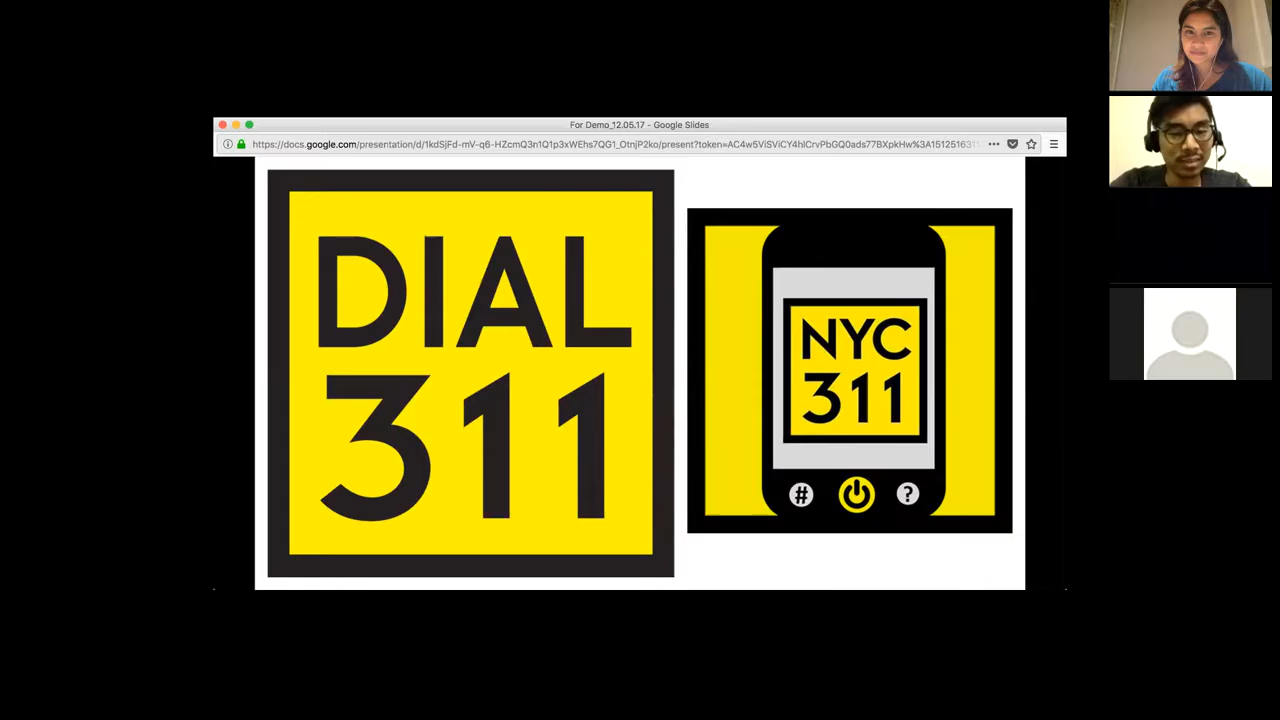 For Demo_12.05.17 - Google Slides
https://docs.google.com/presentation/d/1kdSjFd-mV-q6-HZcmQ3n1Q1p3xWEhs7QG1_OtnjP2ko/present?token=AC4w5ViSViCY4hlCrvPbGQ0ads77BXpkHw%3A1512516311
DIAL
311
NYC
311
# ?